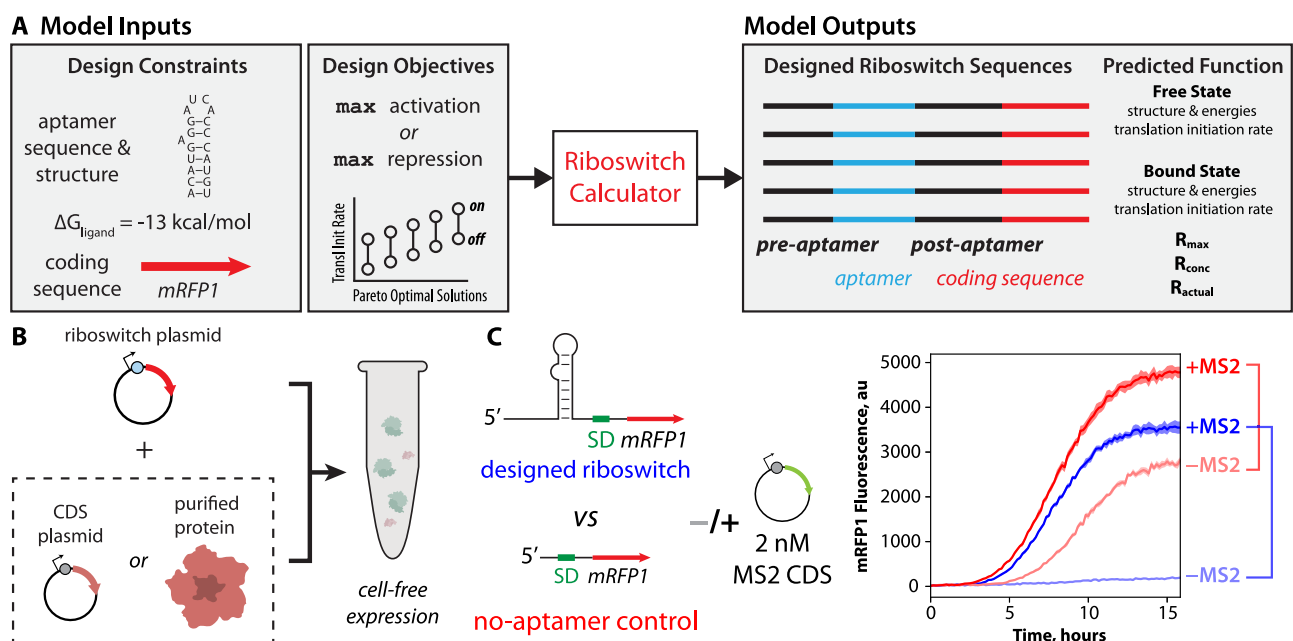 A Model Inputs
Design Constraints
aptamer
sequence &
structure
U C
A A
G–C
G–C
A
G–C
G–C
U–A
A–U
C–G
A–U
ΔGligand = -13 kcal/mol
coding
sequence
mRFP1
Design Objectives
max activation
or
max repression
Transl Init Rate
on
off
Pareto Optimal Solutions
Riboswitch
Calculator
Model Outputs
Designed Riboswitch Sequences
pre-aptamer
post-aptamer
aptamer
coding sequence
Predicted Function
Free State
structure & energies
translation initiation rate
Bound State
structure & energies
translation initiation rate
Rmax
Rconc
Ractual
B
riboswitch plasmid
+
CDS
plasmid
or
purified
protein
cell-free
expression
C
5′
SD mRFP1
designed riboswitch
vs
5′
SD mRFP1
no-aptamer control
–/+
2 nM
MS2 CDS
mRFP1 Fluorescence, au
5000
4000
3000
2000
1000
0
0 5 10 15
Time, hours
+MS2
+MS2
–MS2
–MS2